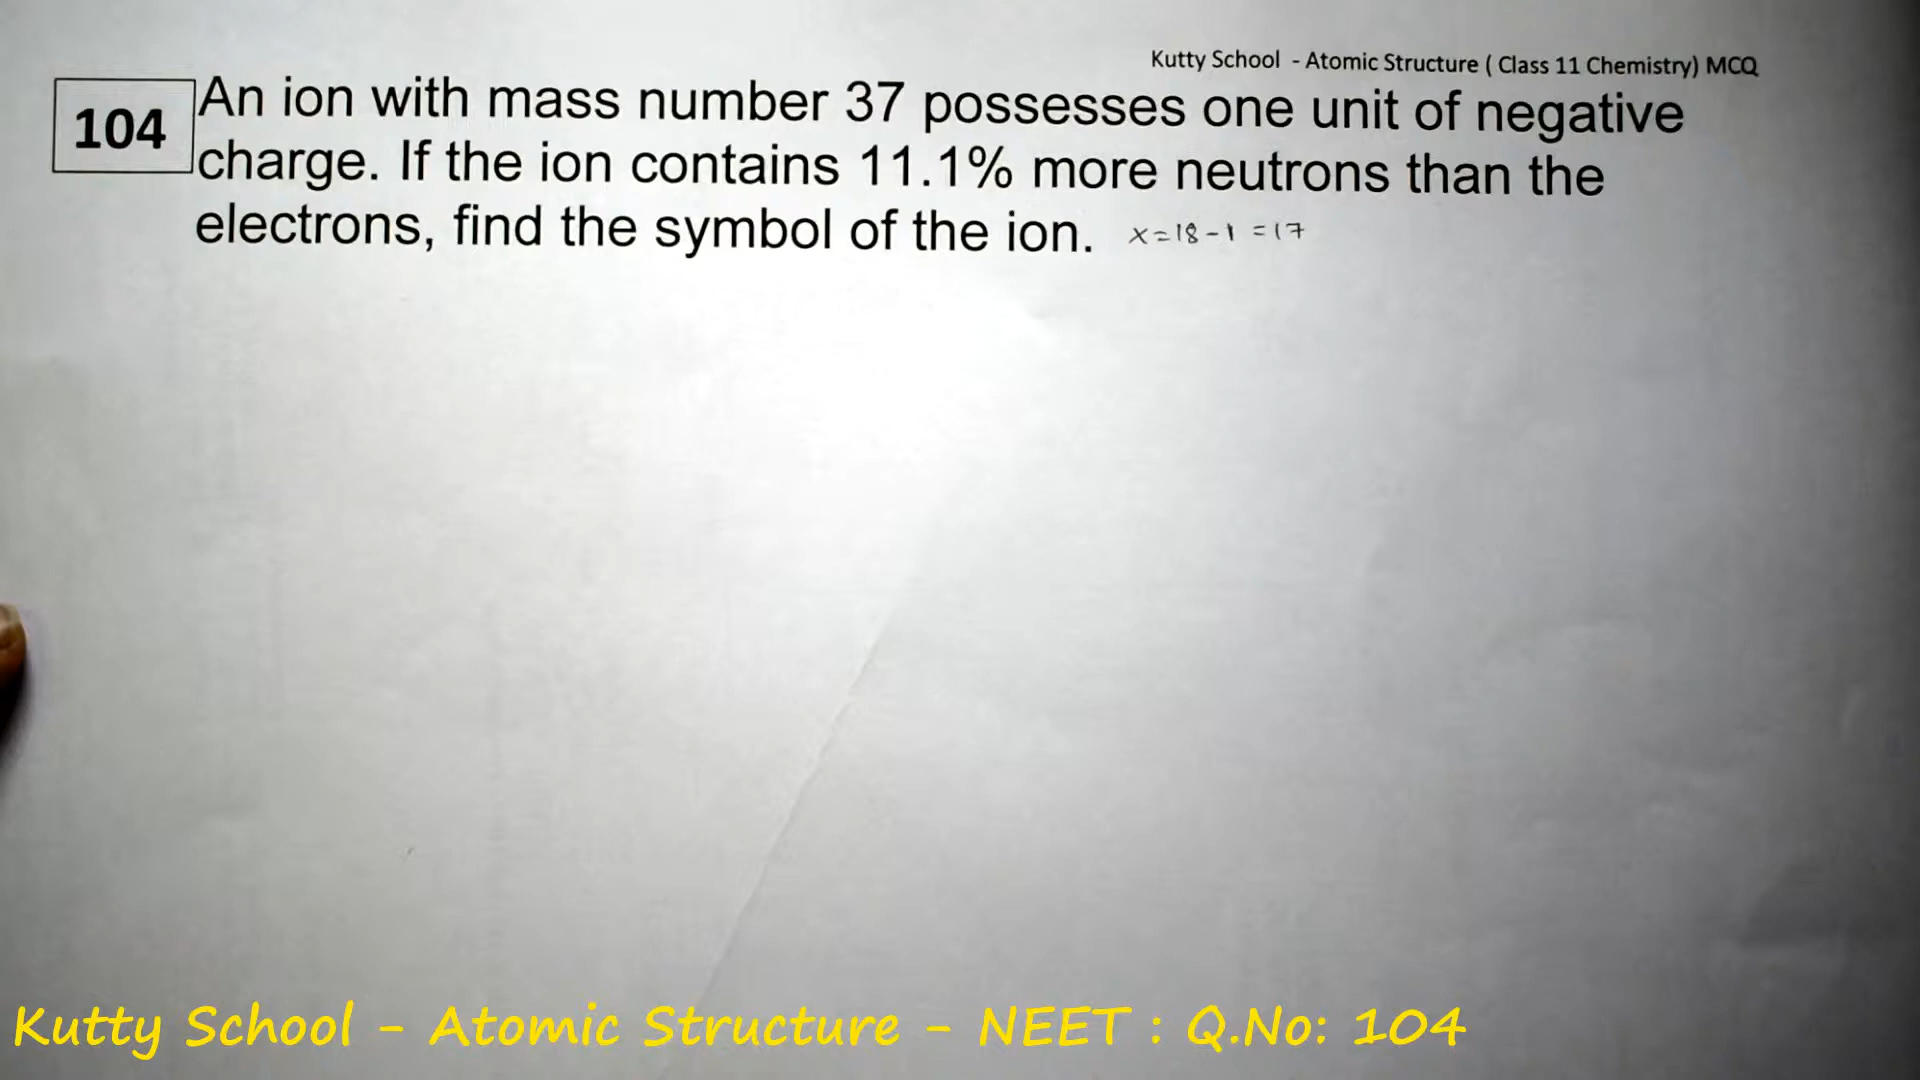 Kutty School - Atomic Structure ( Class 11 Chemistry) MCQ
104
An ion with mass number 37 possesses one unit of negative
charge. If the ion contains 11.1% more neutrons than the
electrons, find the symbol of the ion. x=18-1 =17
Kutty School - Atomic Structure - NEET : Q.No: 104